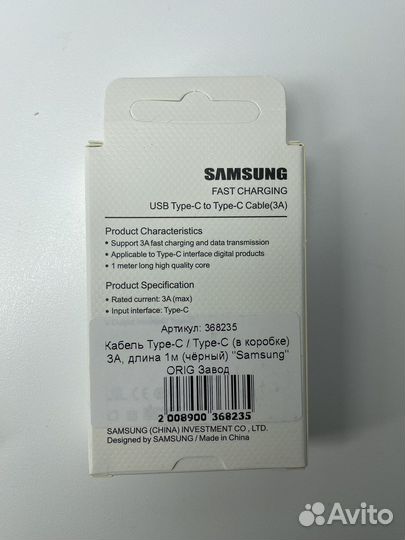 SAMSUNG
FAST CHARGING
USB Type-C to Type-C Cable(3A)
Product Characteristics
• Support 3A fast charging and data transmission
• Applicable to Type-C interface digital products
• 1 meter long high quality core
Product Specification
• Rated current: 3A (max)
• Input interface: Type-C
Артикул: 368235
Кабель Type-C / Type-C (в коробке)
3A, длина 1м (чёрный) "Samsung"
ORIG Завод
2 008900 368235
SAMSUNG (CHINA) INVESTMENT CO ., LTD
Designed by SAMSUNG / Made in China
Avito